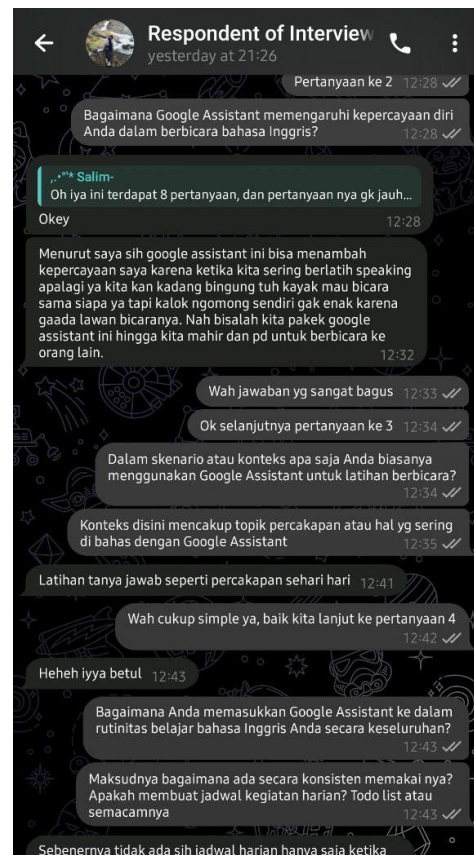 Respondent of Interview
yesterday at 21:26
Pertanyaan ke 2 12:28
Bagaimana Google Assistant memengaruhi kepercayaan diri
Anda dalam berbicara bahasa Inggris?
12:28
,.•°'* Salim-
Oh iya ini terdapat 8 pertanyaan, dan pertanyaan nya gk jauh...
Okey 12:28
Menurut saya sih google assistant ini bisa menambah
kepercayaan saya karena ketika kita sering berlatih speaking
apalagi ya kita kan kadang bingung tuh kayak mau bicara
sama siapa ya tapi kalok ngomong sendiri gak enak karena
gaada lawan bicaranya. Nah bisalah kita pakek google
assistant ini hingga kita mahir dan pd untuk berbicara ke
orang lain. 12:32
Wah jawaban yg sangat bagus 12:33
Ok selanjutnya pertanyaan ke 3 12:34
Dalam skenario atau konteks apa saja Anda biasanya
menggunakan Google Assistant untuk latihan berbicara?
12:34
Konteks disini mencakup topik percakapan atau hal yg sering
di bahas dengan Google Assistant 12:35
Latihan tanya jawab seperti percakapan sehari hari 12:41
Wah cukup simple ya, baik kita lanjut ke pertanyaan 4
12:42
Heheh iyya betul 12:43
Bagaimana Anda memasukkan Google Assistant ke dalam
rutinitas belajar bahasa Inggris Anda secara keseluruhan?
12:43
Maksudnya bagaimana ada secara konsisten memakai nya?
Apakah membuat jadwal kegiatan harian? Todo list atau
semacamnya 12:43
Sebenernya tidak ada sih jadwal harian hanya saja ketika